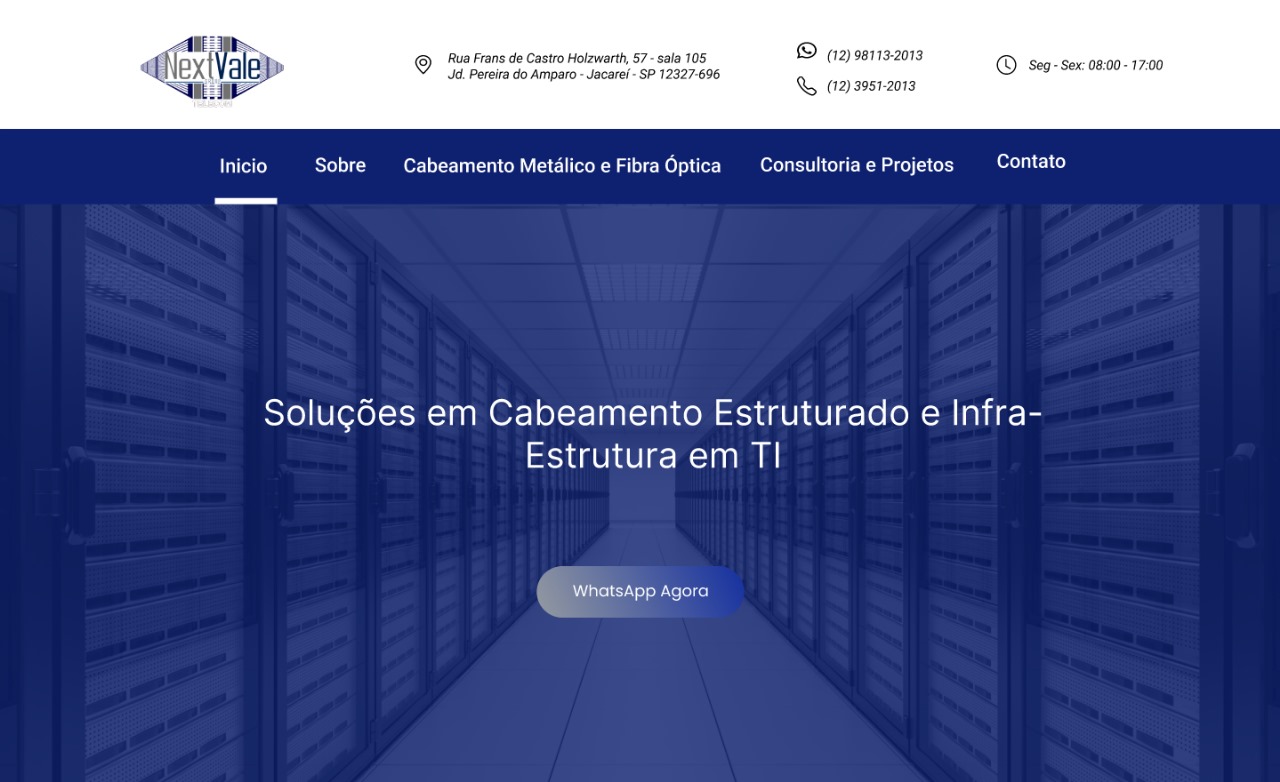 NextVale
Rua Frans de Castro Holzwarth, 57 - sala 105
Jd. Pereira do Amparo - Jacareí - SP 12327-696
(12) 98113-2013
(12) 3951-2013
Seg - Sex: 08:00 - 17:00
Inicio
Sobre
Cabeamento Metálico e Fibra Óptica
Consultoria e Projetos
Contato
Soluções em Cabeamento Estruturado e Infra-
Estrutura em TI
WhatsApp Agora